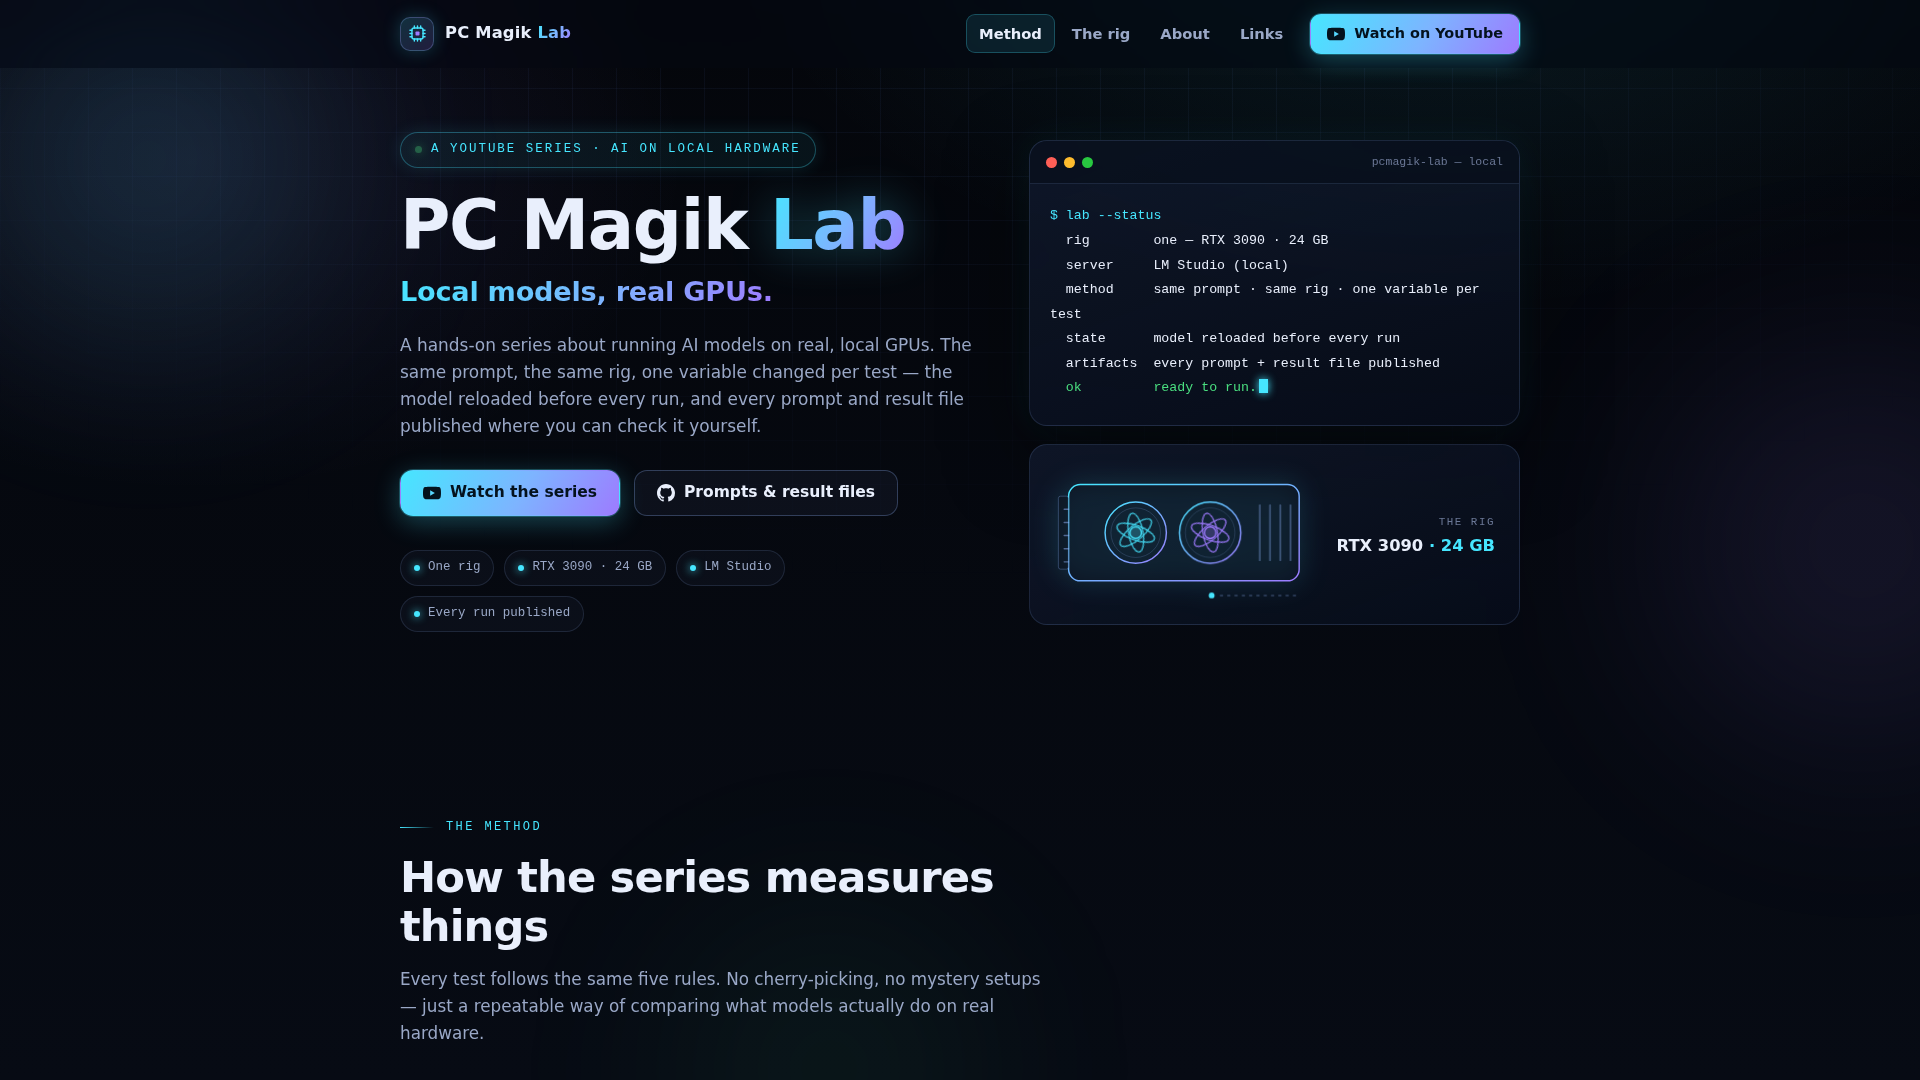 PC Magik Lab
Method
The rig
About
Links
Watch on YouTube
A YOUTUBE SERIES · AI ON LOCAL HARDWARE
PC Magik Lab
Local models, real GPUs.
A hands-on series about running AI models on real, local GPUs. The
same prompt, the same rig, one variable changed per test — the
model reloaded before every run, and every prompt and result file
published where you can check it yourself.
Watch the series
Prompts & result files
One rig
RTX 3090 · 24 GB
LM Studio
Every run published
pcmagik-lab — local
$ lab --status
rig one — RTX 3090 · 24 GB
server LM Studio (local)
method same prompt · same rig · one variable per
test
state model reloaded before every run
artifacts every prompt + result file published
ok ready to run.
THE RIG
RTX 3090 · 24 GB
THE METHOD
How the series measures
things
Every test follows the same five rules. No cherry-picking, no mystery setups
— just a repeatable way of comparing what models actually do on real
hardware.